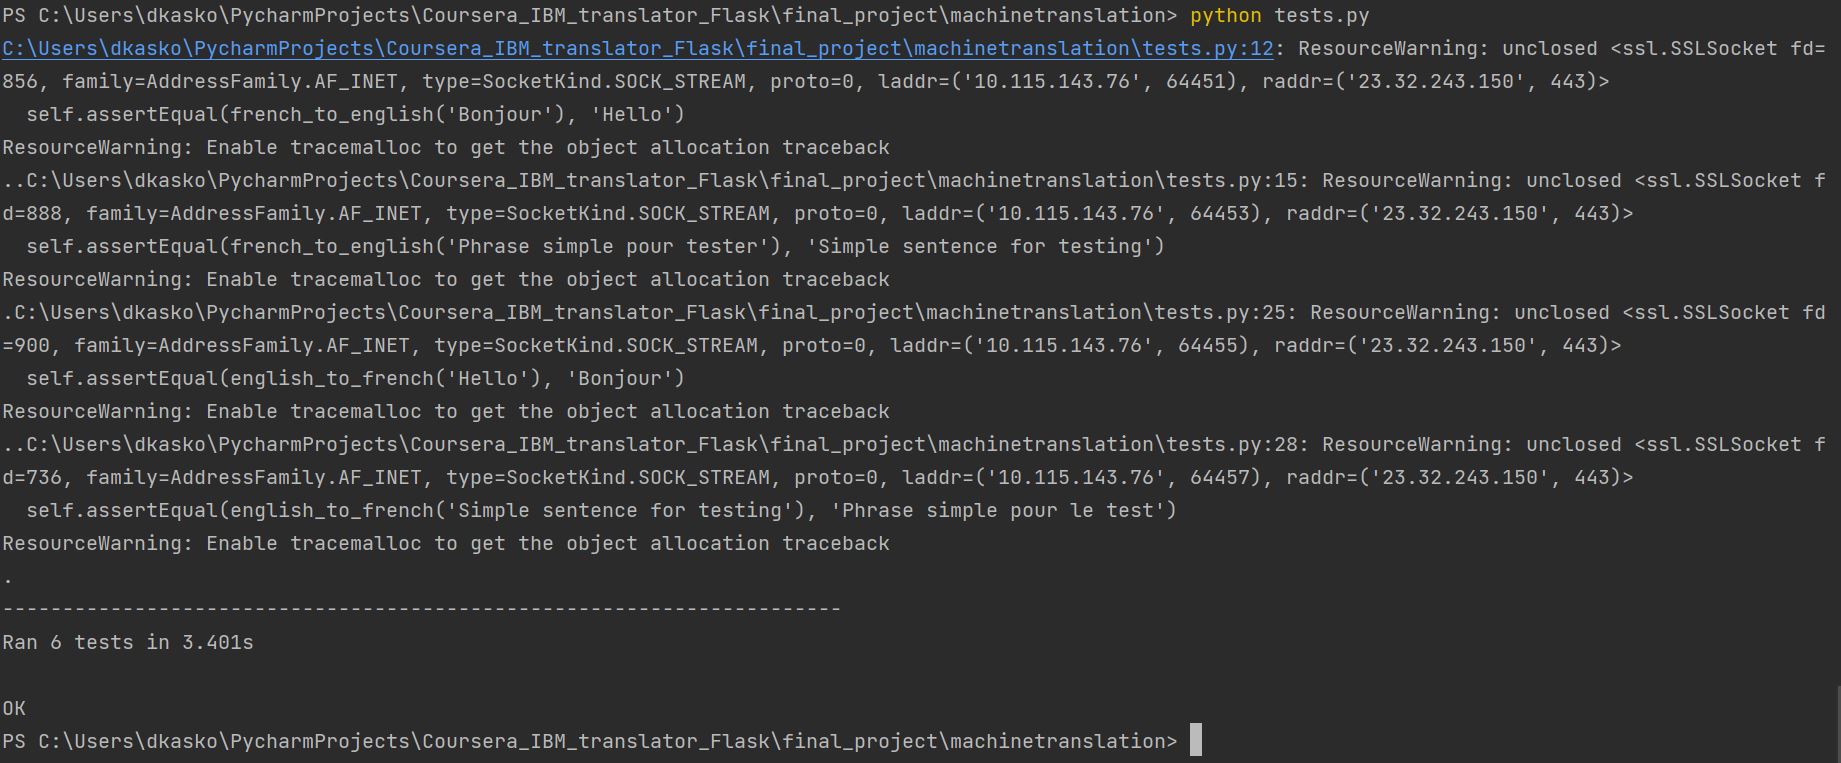 PS C:\Users\dkasko\PycharmProjects\Coursera_IBM_translator_Flask\final_project\machinetranslation> python tests.py
C:\Users\dkasko\PycharmProjects\Coursera_IBM_translator_Flask\final_project\machinetranslation\tests.py:12: ResourceWarning: unclosed <ssl.SSLSocket fd=
856, family=AddressFamily.AF_INET, type=SocketKind.SOCK_STREAM, proto=0, laddr=('10.115.143.76', 64451), raddr=('23.32.243.150', 443)>
  self.assertEqual(french_to_english('Bonjour'), 'Hello')
ResourceWarning: Enable tracemalloc to get the object allocation traceback
..C:\Users\dkasko\PycharmProjects\Coursera_IBM_translator_Flask\final_project\machinetranslation\tests.py:15: ResourceWarning: unclosed <ssl.SSLSocket f
d=888, family=AddressFamily.AF_INET, type=SocketKind.SOCK_STREAM, proto=0, laddr=('10.115.143.76', 64453), raddr=('23.32.243.150', 443)>
  self.assertEqual(french_to_english('Phrase simple pour tester'), 'Simple sentence for testing')
ResourceWarning: Enable tracemalloc to get the object allocation traceback
.C:\Users\dkasko\PycharmProjects\Coursera_IBM_translator_Flask\final_project\machinetranslation\tests.py:25: ResourceWarning: unclosed <ssl.SSLSocket fd
=900, family=AddressFamily.AF_INET, type=SocketKind.SOCK_STREAM, proto=0, laddr=('10.115.143.76', 64455), raddr=('23.32.243.150', 443)>
  self.assertEqual(english_to_french('Hello'), 'Bonjour')
ResourceWarning: Enable tracemalloc to get the object allocation traceback
..C:\Users\dkasko\PycharmProjects\Coursera_IBM_translator_Flask\final_project\machinetranslation\tests.py:28: ResourceWarning: unclosed <ssl.SSLSocket f
d=736, family=AddressFamily.AF_INET, type=SocketKind.SOCK_STREAM, proto=0, laddr=('10.115.143.76', 64457), raddr=('23.32.243.150', 443)>
  self.assertEqual(english_to_french('Simple sentence for testing'), 'Phrase simple pour le test')
ResourceWarning: Enable tracemalloc to get the object allocation traceback
.
----------------------------------------------------------------------
Ran 6 tests in 3.401s

OK
PS C:\Users\dkasko\PycharmProjects\Coursera_IBM_translator_Flask\final_project\machinetranslation>